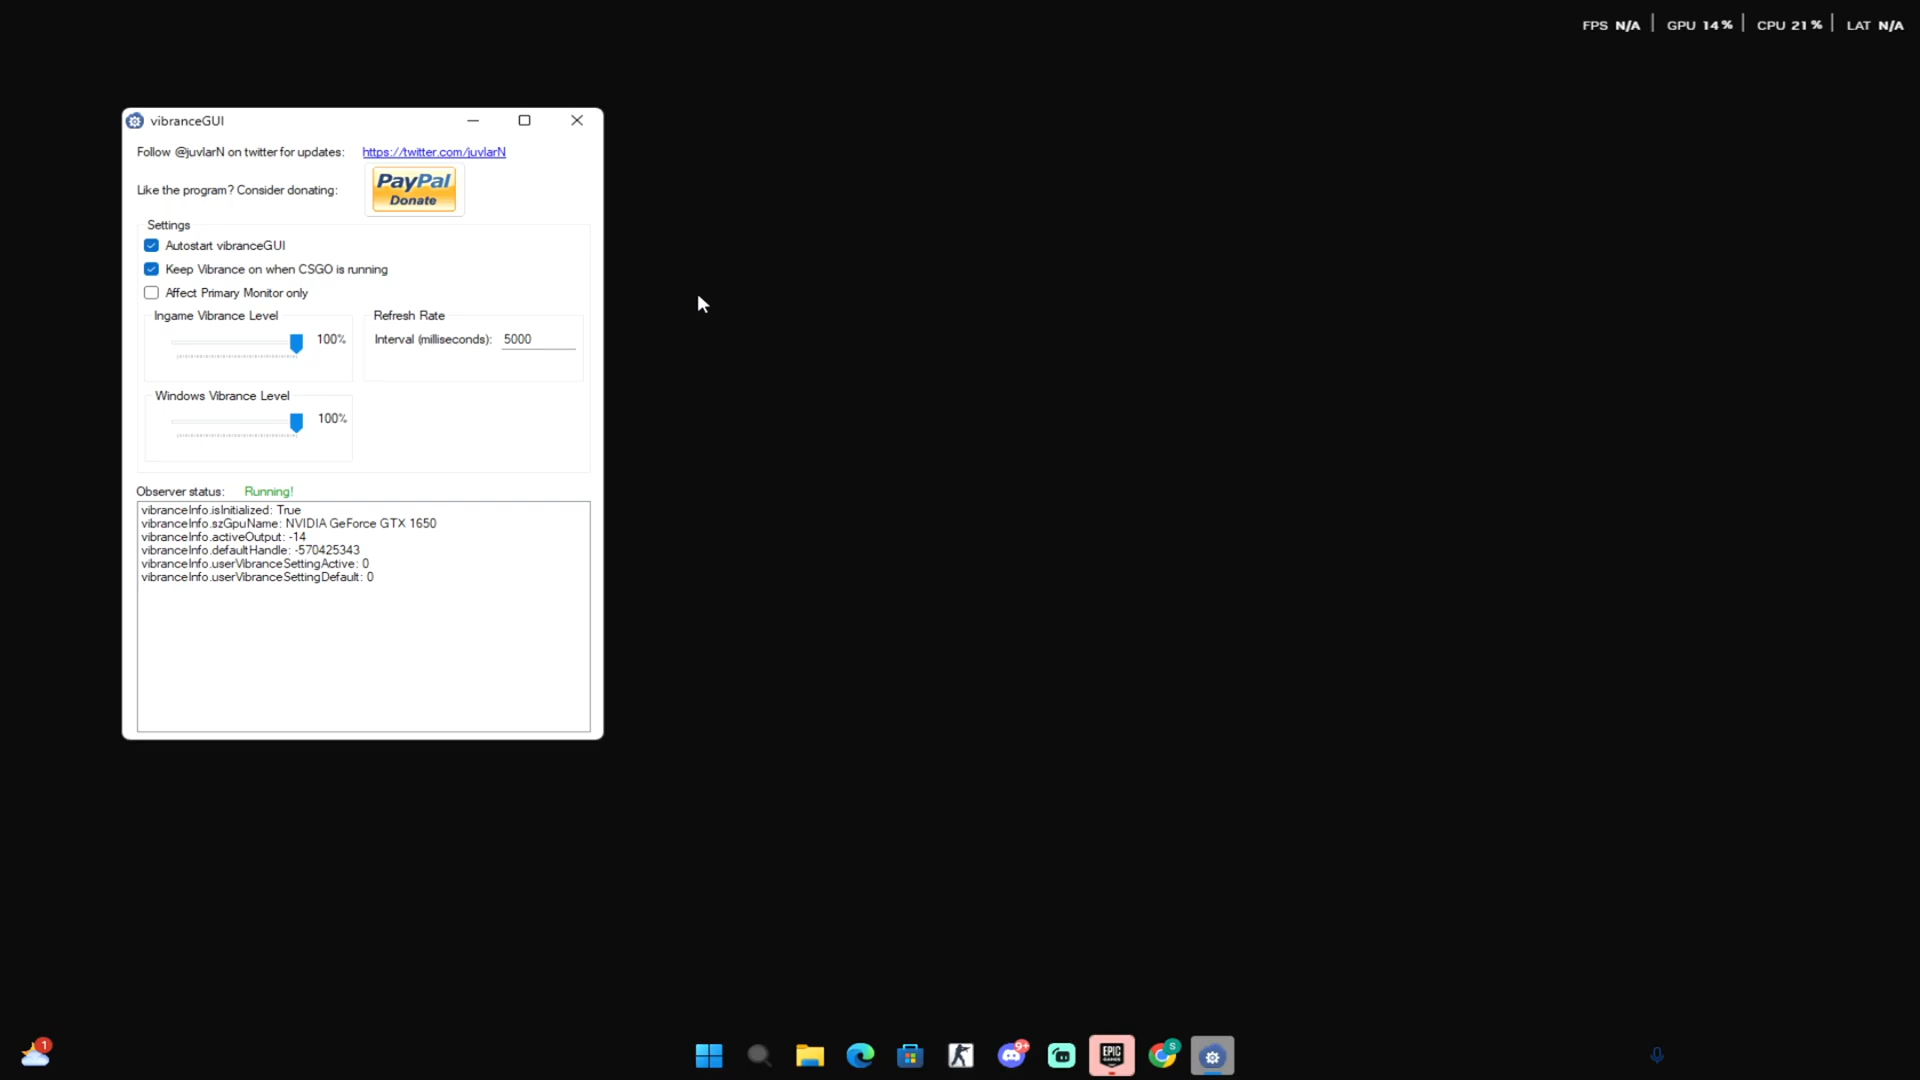 FPS N/A | GPU 14% | CPU 21% | LAT N/A
vibranceGUI
Follow @juvlarN on twitter for updates: https://twitter.com/juvlarN
Like the program? Consider donating:
PayPal
Donate
Settings
Autostart vibranceGUI
Keep Vibrance on when CSGO is running
Affect Primary Monitor only
Ingame Vibrance Level
100%
Refresh Rate
Interval (milliseconds): 5000
Windows Vibrance Level
100%
Observer status: Running!
vibranceInfo.isInitialized: True
vibranceInfo.szGpuName: NVIDIA GeForce GTX 1650
vibranceInfo.activeOutput: -14
vibranceInfo.defaultHandle: -570425343
vibranceInfo.userVibranceSettingActive: 0
vibranceInfo.userVibranceSettingDefault: 0
1
9+
EPIC
GAMES
S